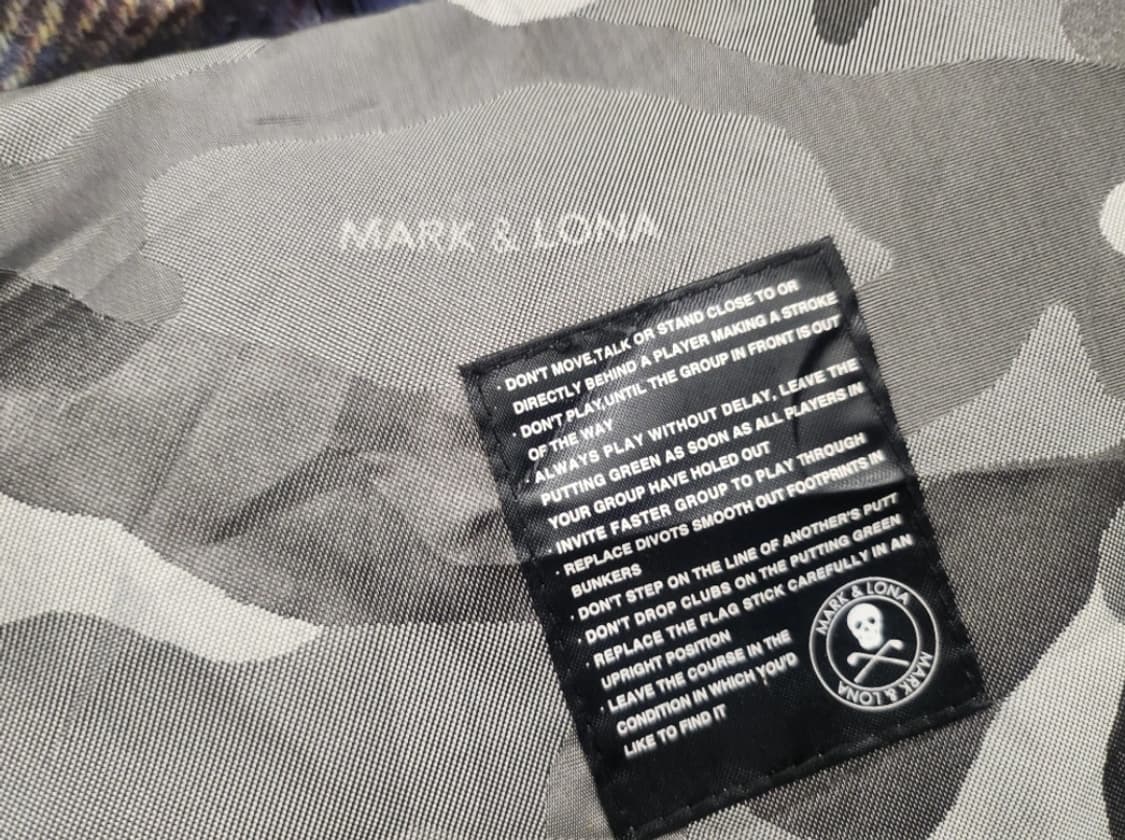 MARK & LONA
· DON'T MOVE,TALK OR STAND CLOSE TO OR
DIRECTLY BEHIND A PLAYER MAKING A STROKE
· DON'T PLAY,UNTIL THE GROUP IN FRONT IS OUT
OF THE WAY
· ALWAYS PLAY WITHOUT DELAY, LEAVE THE
PUTTING GREEN AS SOON AS ALL PLAYERS IN
YOUR GROUP HAVE HOLED OUT
INVITE FASTER GROUP TO PLAY THROUGH
· REPLACE DIVOTS SMOOTH OUT FOOTPRINTS IN
BUNKERS
· DON'T STEP ON THE LINE OF ANOTHER'S PUTT
· DON'T DROP CLUBS ON THE PUTTING GREEN
· REPLACE THE FLAG STICK CAREFULLY IN AN
UPRIGHT POSITION
· LEAVE THE COURSE IN THE
CONDITION IN WHICH YOU'D
LIKE TO FIND IT
MARK & LONA
MARK & LONA